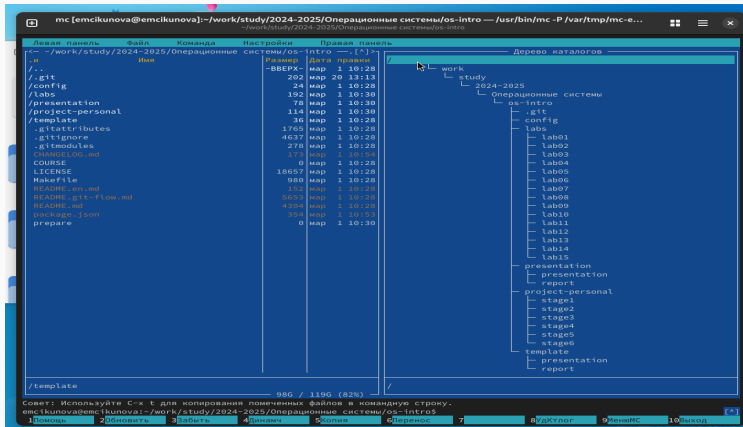 mc [emcikunova@emcikunova]:~/work/study/2024-2025/Операционные системы/os-intro — /usr/bin/mc -P /var/tmp/mc-e...
~/work/study/2024-2025/Операционные системы/os-intro
Левая панель Файл Команда Настройки Правая панель
<— ~/work/study/2024-2025/Операционные системы/os-intro —.[^]>
.и Имя Размер Дата правки
/.. -ВВЕРХ- мар 1 10:28
/.git 202 мар 20 13:13
/config 24 мар 1 10:28
/labs 192 мар 1 10:30
/presentation 78 мар 1 10:30
/project-personal 114 мар 1 10:30
/template 36 мар 1 10:28
.gitattributes 1765 мар 1 10:28
.gitignore 4637 мар 1 10:28
.gitmodules 278 мар 1 10:28
CHANGELOG.md 173 мар 1 10:54
COURSE 0 мар 1 10:28
LICENSE 18657 мар 1 10:28
Makefile 980 мар 1 10:28
README.en.md 152 мар 1 10:28
README.git-flow.md 5653 мар 1 10:28
README.md 4304 мар 1 10:28
package.json 354 мар 1 10:53
prepare 0 мар 1 10:30
/template
98G / 119G (82%)
Дерево каталогов
/
work
study
2024-2025
Операционные системы
os-intro
.git
config
labs
lab01
lab02
lab03
lab04
lab05
lab06
lab07
lab08
lab09
lab10
lab11
lab12
lab13
lab14
lab15
presentation
presentation
report
project-personal
stage1
stage2
stage3
stage4
stage5
stage6
template
presentation
report
/
Совет: Используйте C-x t для копирования помеченных файлов в командную строку.
emcikunova@emcikunova:~/work/study/2024-2025/Операционные системы/os-intro$ [^]
1Помощь 2Обновить 3Забыть 4Динамч 5Копия 6Перенос 7 8УдКтлог 9МенюMC 10Выход